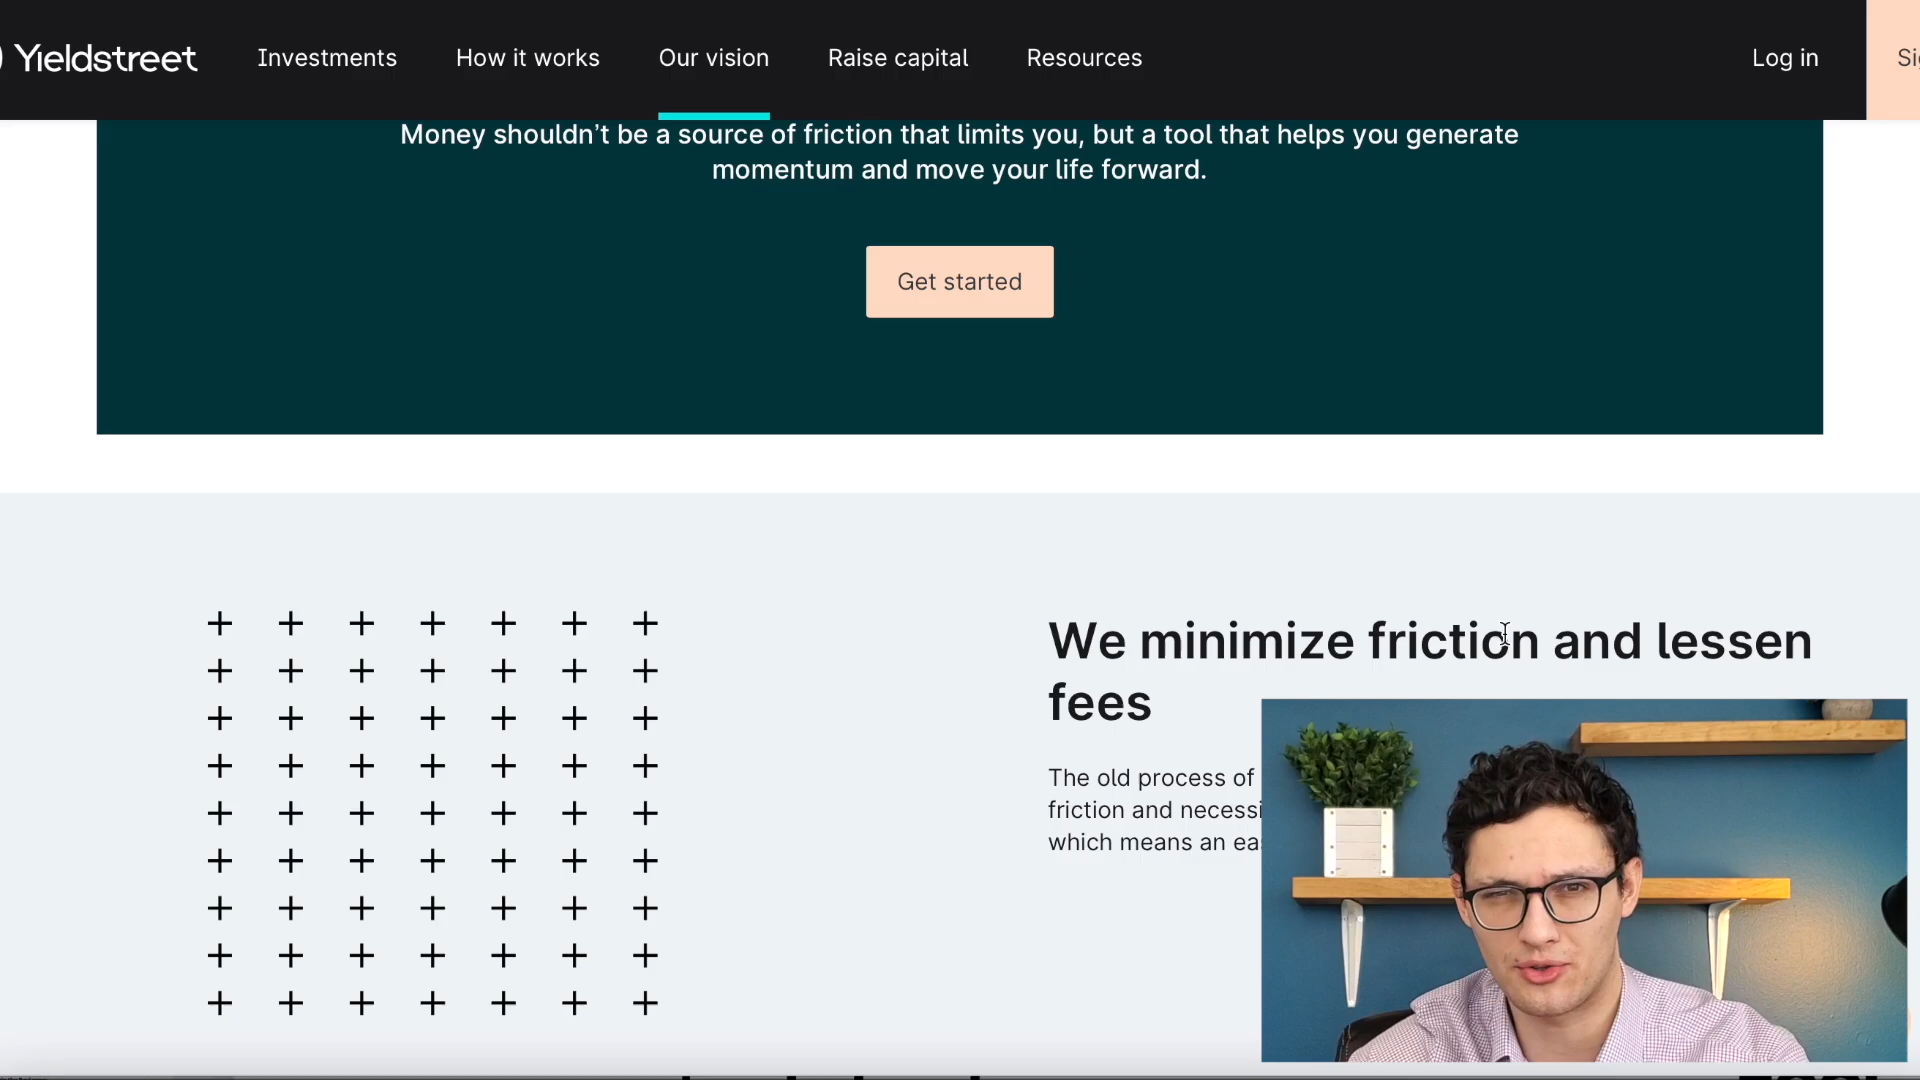 Yieldstreet Investments How it works Our vision Raise capital Resources Log in
Money shouldn't be a source of friction that limits you, but a tool that helps you generate
momentum and move your life forward.
Get started
We minimize friction and lessen
fees
The old process of
friction and necessi
which means an ea